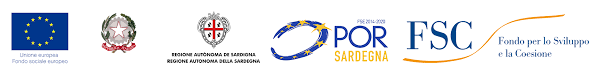 Unione europea
Fondo sociale europeo
REGIONE AUTÒNOMA DE SARDIGNA
REGIONE AUTONOMA DELLA SARDEGNA
FSE 2014-2020
POR
SARDEGNA
FSC
Fondo per lo Sviluppo
e la Coesione